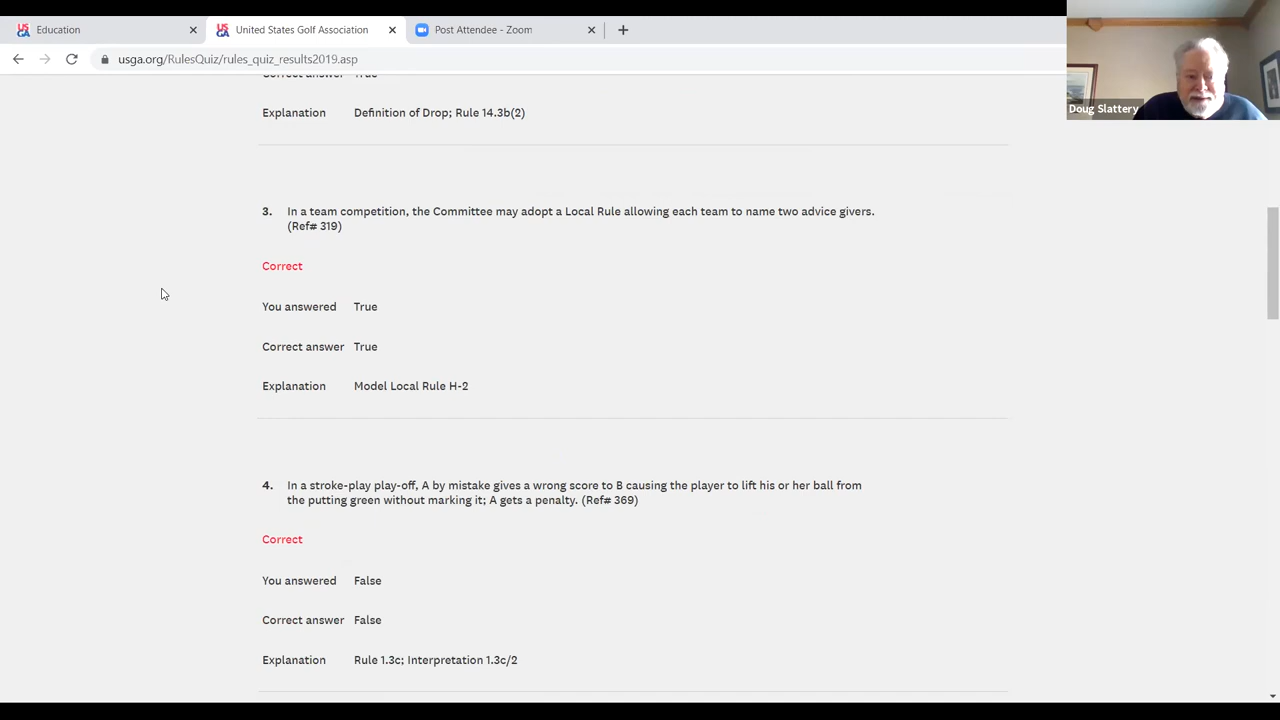 Education
United States Golf Association
Post Attendee - Zoom
usga.org/RulesQuiz/rules_quiz_results2019.asp
Doug Slattery
Correct answer True
Explanation Definition of Drop; Rule 14.3b(2)
3. In a team competition, the Committee may adopt a Local Rule allowing each team to name two advice givers.
(Ref# 319)
Correct
You answered True
Correct answer True
Explanation Model Local Rule H-2
4. In a stroke-play play-off, A by mistake gives a wrong score to B causing the player to lift his or her ball from
the putting green without marking it; A gets a penalty. (Ref# 369)
Correct
You answered False
Correct answer False
Explanation Rule 1.3c; Interpretation 1.3c/2